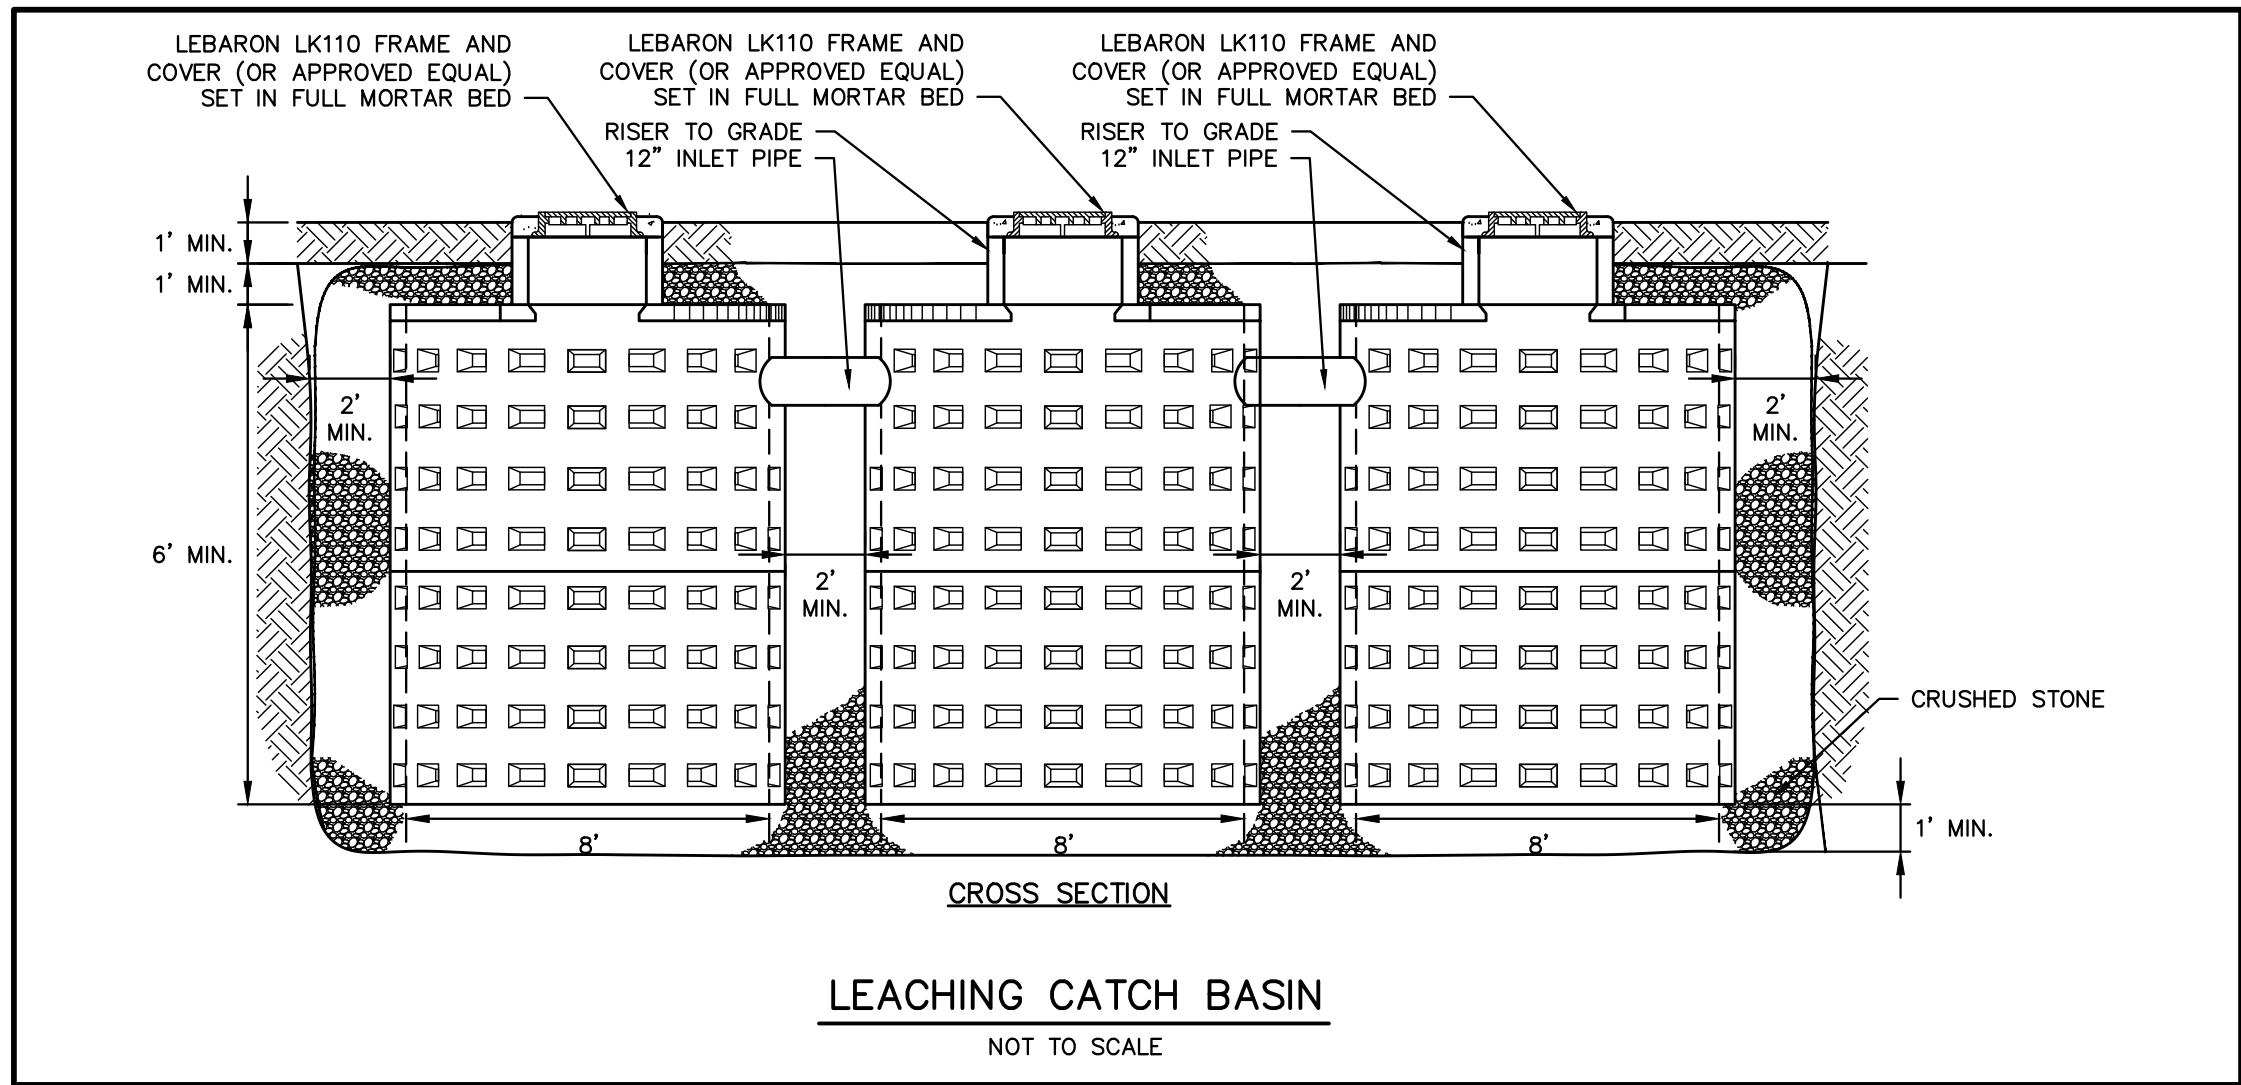 LEBARON LK110 FRAME AND
COVER (OR APPROVED EQUAL)
SET IN FULL MORTAR BED
LEBARON LK110 FRAME AND
COVER (OR APPROVED EQUAL)
SET IN FULL MORTAR BED
RISER TO GRADE
12" INLET PIPE
LEBARON LK110 FRAME AND
COVER (OR APPROVED EQUAL)
SET IN FULL MORTAR BED
RISER TO GRADE
12" INLET PIPE
1' MIN.
1' MIN.
6' MIN.
2'
MIN.
2'
MIN.
2'
MIN.
2'
MIN.
CRUSHED STONE
1' MIN.
8'
8'
8'
CROSS SECTION
LEACHING CATCH BASIN
NOT TO SCALE